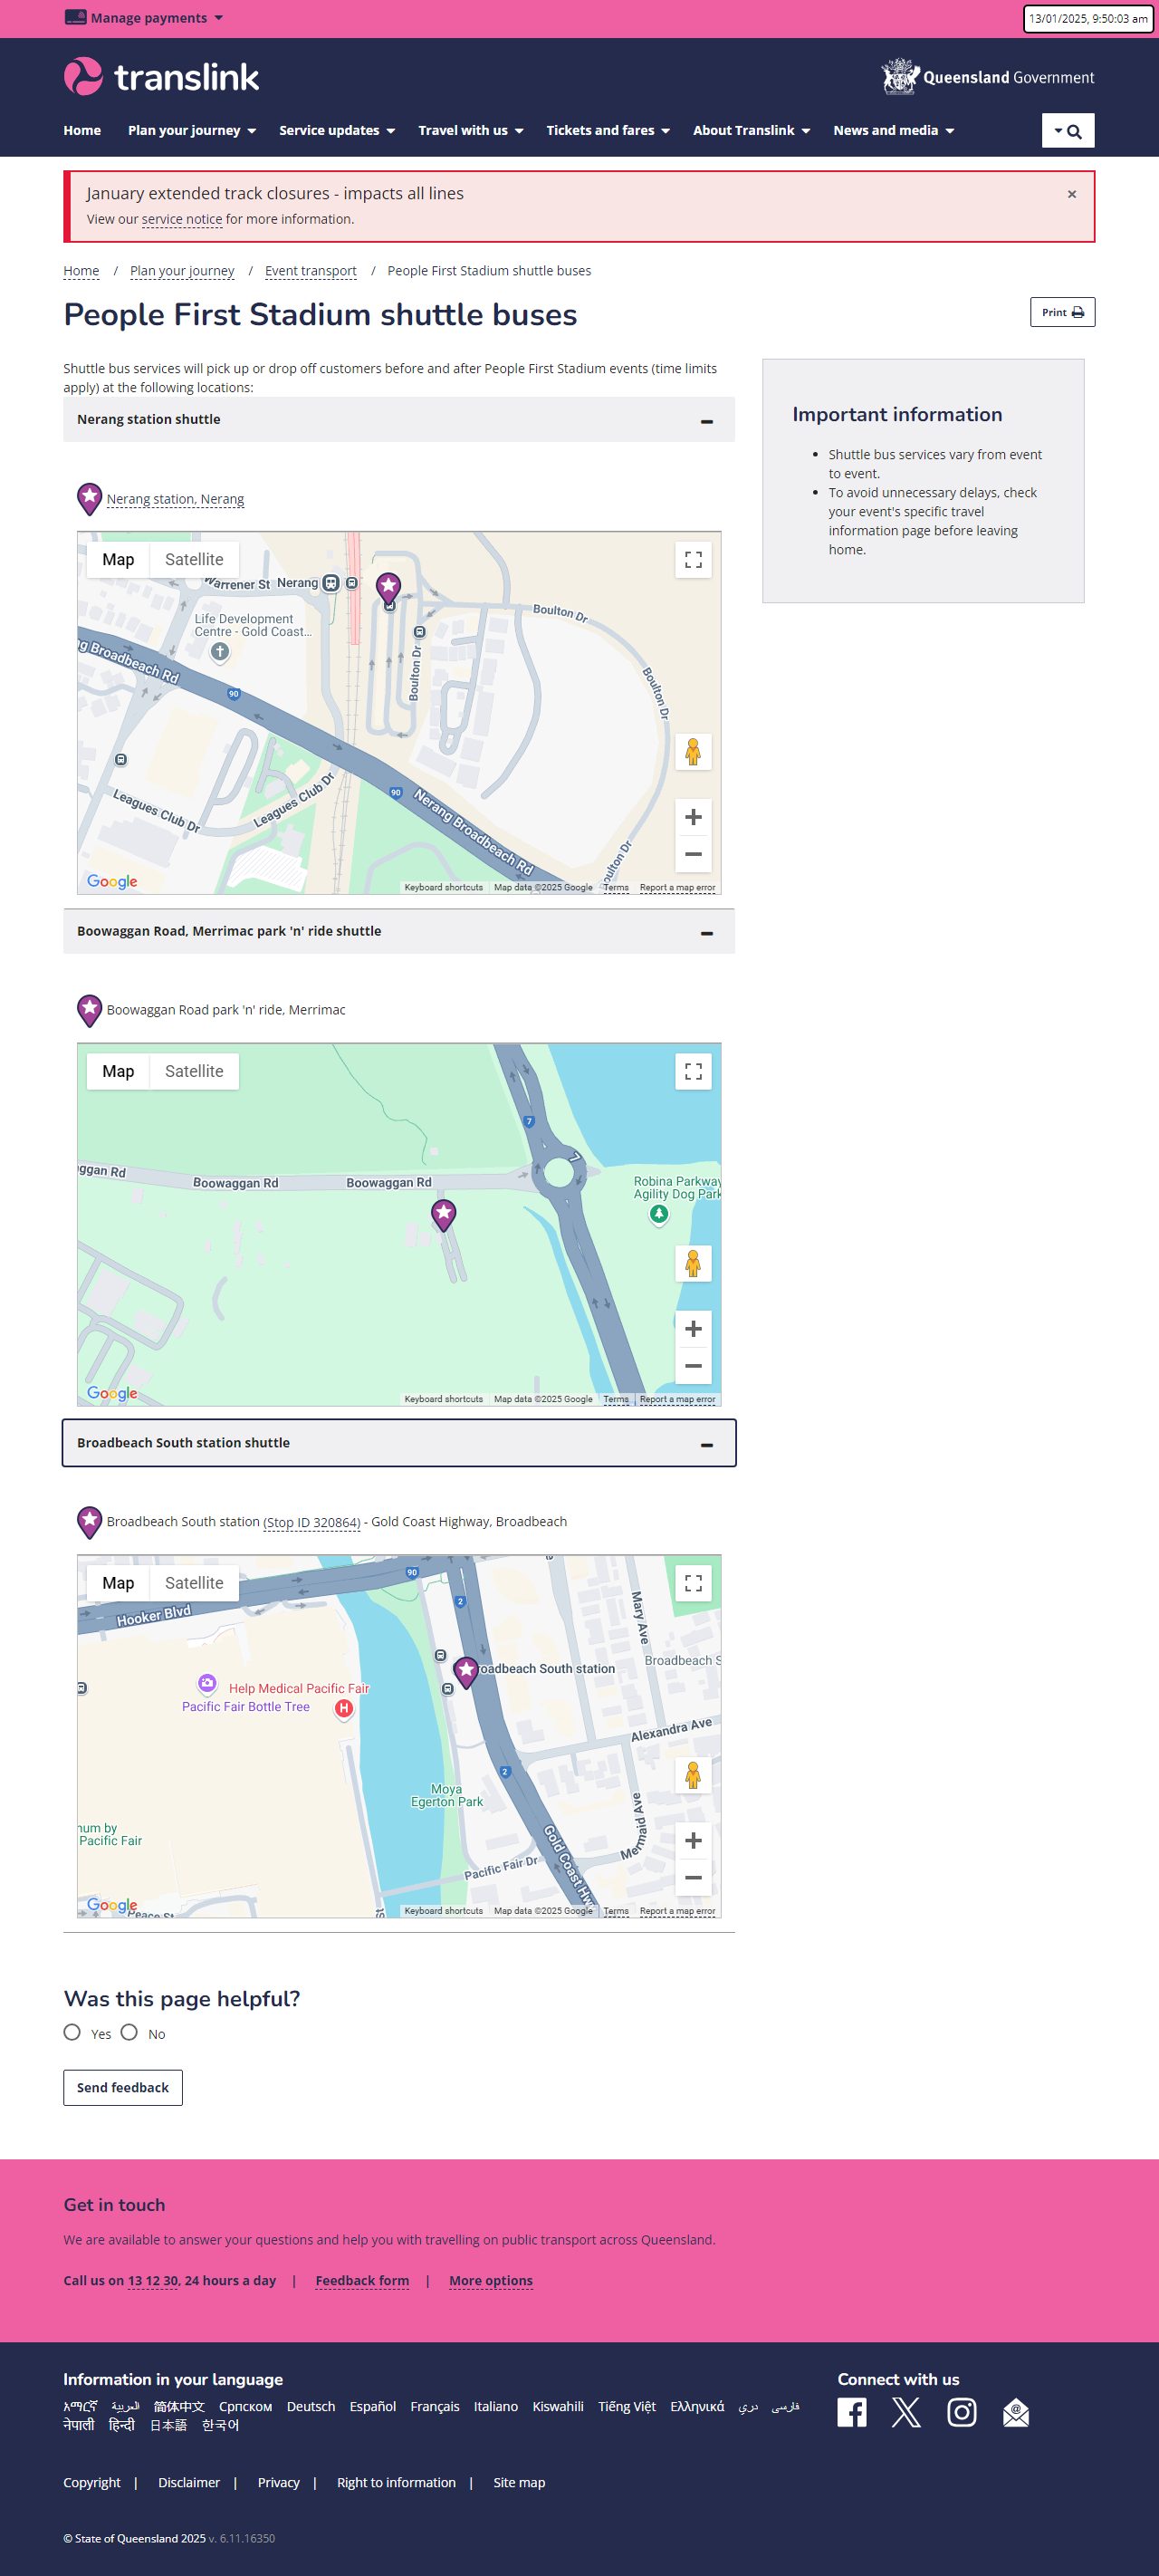 Manage payments
13/01/2025, 9:50:03 am
translink
Queensland Government
Home Plan your journey Service updates Travel with us Tickets and fares About Translink News and media
January extended track closures - impacts all lines
×
View our service notice for more information.
Home / Plan your journey / Event transport / People First Stadium shuttle buses
People First Stadium shuttle buses
Print
Shuttle bus services will pick up or drop off customers before and after People First Stadium events (time limits
apply) at the following locations:
Nerang station shuttle
Nerang station, Nerang
Map Satellite
Warrener St
Nerang
Life Development
Centre - Gold Coast...
Boulton Dr
Boulton Dr
Boulton Dr
ng Broadbeach Rd
90
90
Leagues Club Dr
Leagues Club Dr
Nerang Broadbeach Rd
Boulton Dr
Google
Keyboard shortcuts Map data ©2025 Google Terms Report a map error
Boowaggan Road, Merrimac park 'n' ride shuttle
Boowaggan Road park 'n' ride, Merrimac
Map Satellite
7
7
ggan Rd
Boowaggan Rd
Boowaggan Rd
Robina Parkway
Agility Dog Park
Google
Keyboard shortcuts Map data ©2025 Google Terms Report a map error
Broadbeach South station shuttle
Broadbeach South station (Stop ID 320864) - Gold Coast Highway, Broadbeach
Map Satellite
90
2
Hooker Blvd
Mary Ave
roadbeach South station
Broadbeach S
Help Medical Pacific Fair
Pacific Fair Bottle Tree
H
Alexandra Ave
2
Moya
Egerton Park
num by
Pacific Fair
Mermaid Ave
Gold Coast Hwy
Pacific Fair Dr
Peace St
st
Google
Keyboard shortcuts Map data ©2025 Google Terms Report a map error
Important information
• Shuttle bus services vary from event
to event.
• To avoid unnecessary delays, check
your event's specific travel
information page before leaving
home.
Was this page helpful?
Yes No
Send feedback
Get in touch
We are available to answer your questions and help you with travelling on public transport across Queensland.
Call us on 13 12 30, 24 hours a day | Feedback form | More options
Information in your language
አማርኛ العربية 简体中文 Српском Deutsch Español Français Italiano Kiswahili Tiếng Việt Ελληνικά دری فارسی
नेपाली हिन्दी 日本語 한국어
Connect with us
Copyright | Disclaimer | Privacy | Right to information | Site map
© State of Queensland 2025 v. 6.11.16350